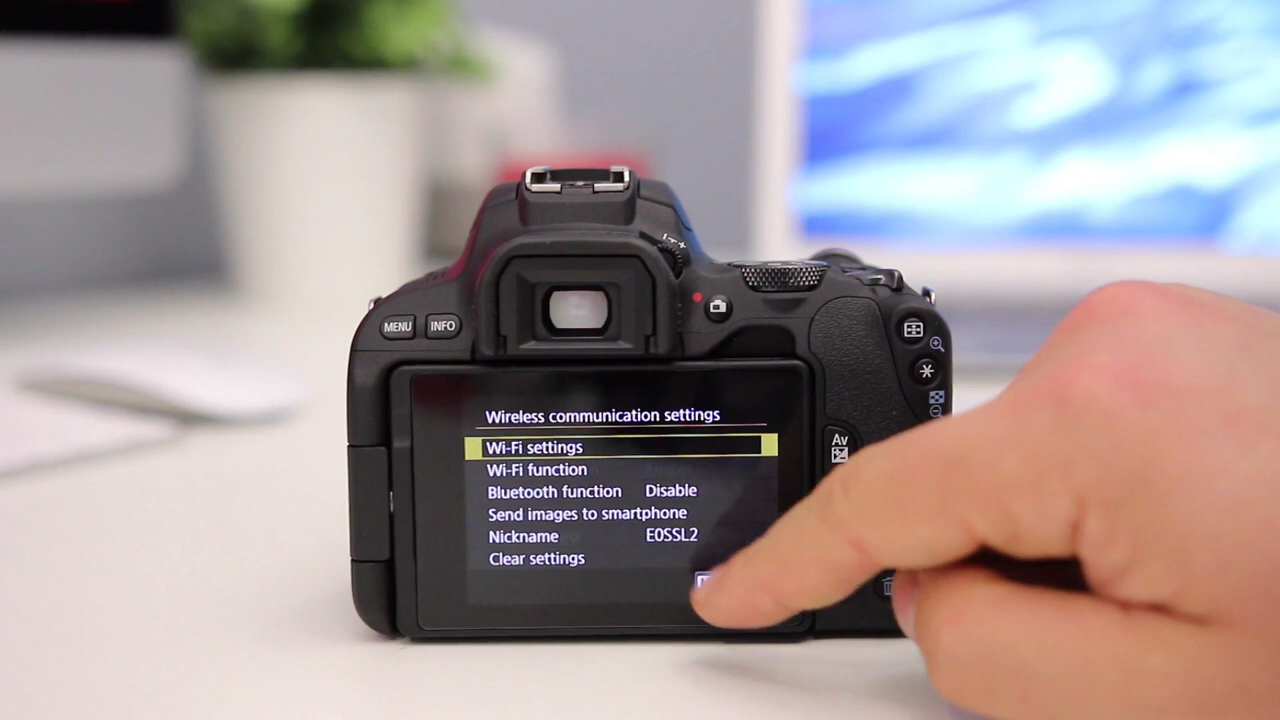 MENU INFO
Av
Wireless communication settings
Wi-Fi settings
Wi-Fi function
Bluetooth function Disable
Send images to smartphone
Nickname E0SSL2
Clear settings